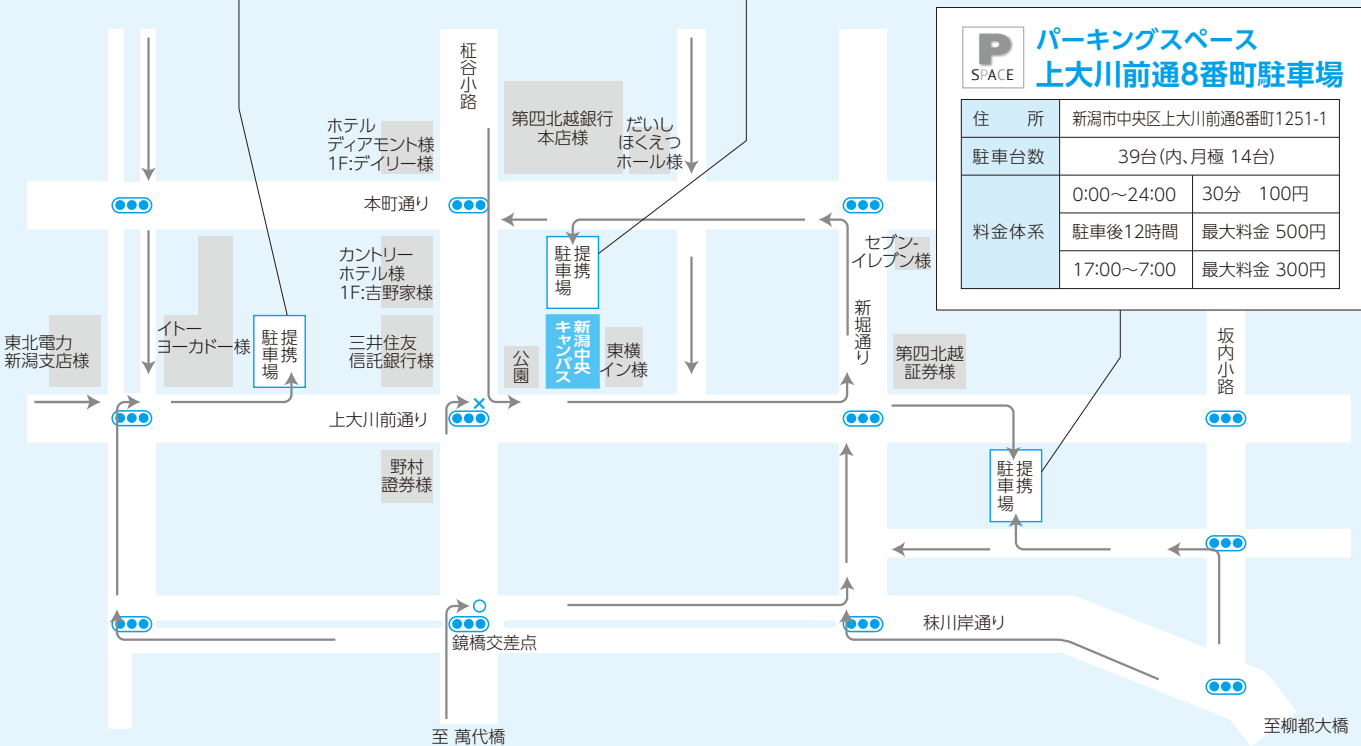 P
SPACE
パーキングスペース
上大川前通8番町駐車場
住 所 新潟市中央区上大川前通8番町1251-1
駐車台数 39台(内、月極 14台)
料金体系 0:00〜24:00 30分 100円
駐車後12時間 最大料金 500円
17:00〜7:00 最大料金 300円
柾谷小路
ホテル
ディアモント様
1F:デイリー様
第四北越銀行
本店様
だいし
ほくえつ
ホール様
本町通り
カントリー
ホテル様
1F:吉野家様
提携
駐車場
セブン-
イレブン様
新堀通り
東北電力
新潟支店様
イトー
ヨーカドー様
提携
駐車場
三井住友
信託銀行様
公園
新潟中央
キャンパス
東横
イン様
第四北越
証券様
坂内小路
上大川前通り
野村
證券様
提携
駐車場
鏡橋交差点
秣川岸通り
至 萬代橋
至柳都大橋